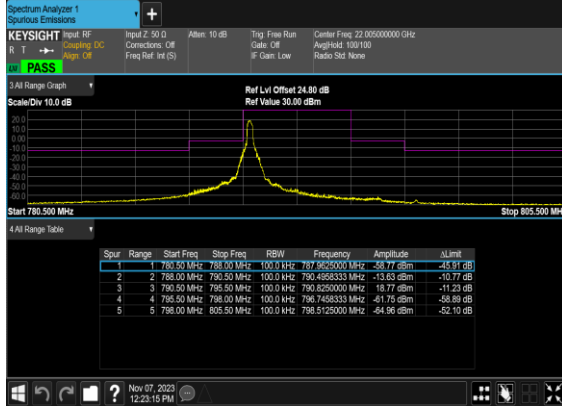 Spectrum Analyzer 1
Spurious Emissions
+
KEYSIGHT Input: RF Input Z: 50 Ω Atten: 10 dB Trig: Free Run Center Freq: 22.005000000 GHz
R T Coupling: DC Corrections: Off Gate: Off Avg|Hold: 100/100
Align: Off Freq Ref: Int (S) IF Gain: Low Radio Std: None
PASS
3 All Range Graph Ref Lvl Offset 24.80 dB
Scale/Div 10.0 dB Ref Value 30.00 dBm
20.0
10.0
0.00
-10.0
-20.0
-30.0
-40.0
-50.0
-60.0
Start 780.500 MHz Stop 805.500 MHz
4 All Range Table
Spur Range Start Freq Stop Freq RBW Frequency Amplitude ΔLimit
1 1 780.50 MHz 788.00 MHz 100.0 kHz 787.9625000 MHz -58.77 dBm -45.91 dB
2 2 788.00 MHz 790.50 MHz 100.0 kHz 790.4958333 MHz -13.63 dBm -10.77 dB
3 3 790.50 MHz 795.50 MHz 100.0 kHz 790.8250000 MHz 18.77 dBm -11.23 dB
4 4 795.50 MHz 798.00 MHz 100.0 kHz 796.7458333 MHz -61.75 dBm -58.89 dB
5 5 798.00 MHz 805.50 MHz 100.0 kHz 798.5125000 MHz -64.96 dBm -52.10 dB
? Nov 07, 2023
12:23:15 PM